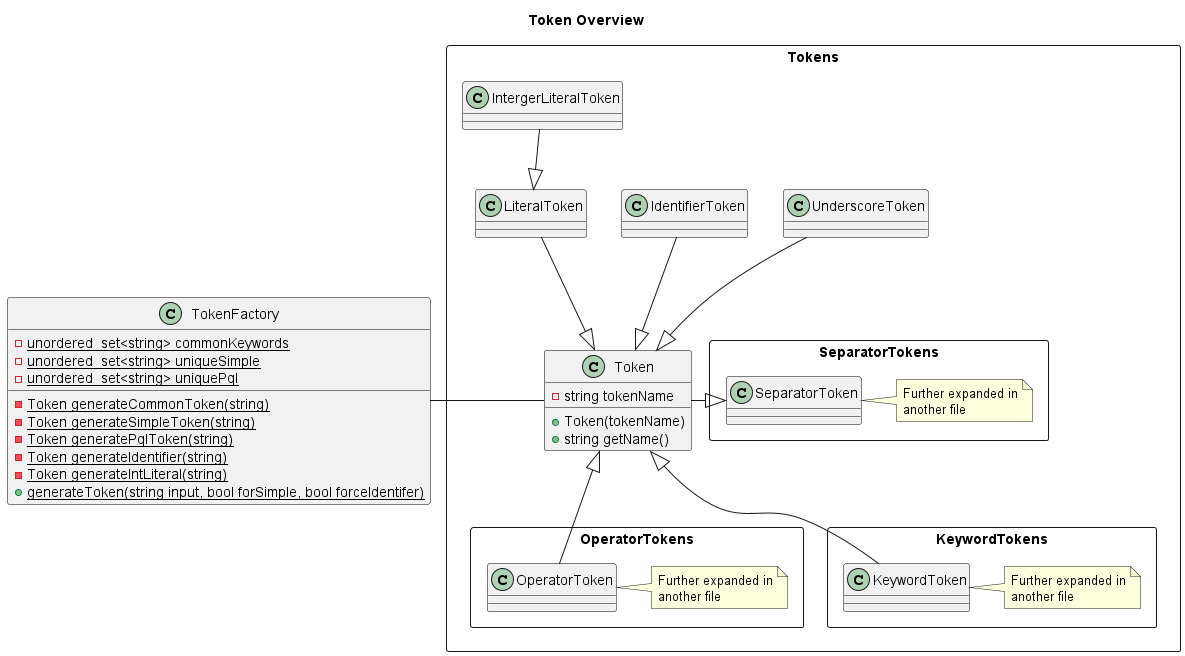 Token Overview
Tokens
C IntergerLiteralToken
C LiteralToken
C IdentifierToken
C UnderscoreToken
C TokenFactory
unordered_set<string> commonKeywords
unordered_set<string> uniqueSimple
unordered_set<string> uniquePql
Token generateCommonToken(string)
Token generateSimpleToken(string)
Token generatePqlToken(string)
Token generateIdentifier(string)
Token generateIntLiteral(string)
generateToken(string input, bool forSimple, bool forceIdentifer)
C Token
string tokenName
Token(tokenName)
string getName()
SeparatorTokens
C SeparatorToken
Further expanded in
another file
OperatorTokens
C OperatorToken
Further expanded in
another file
KeywordTokens
C KeywordToken
Further expanded in
another file